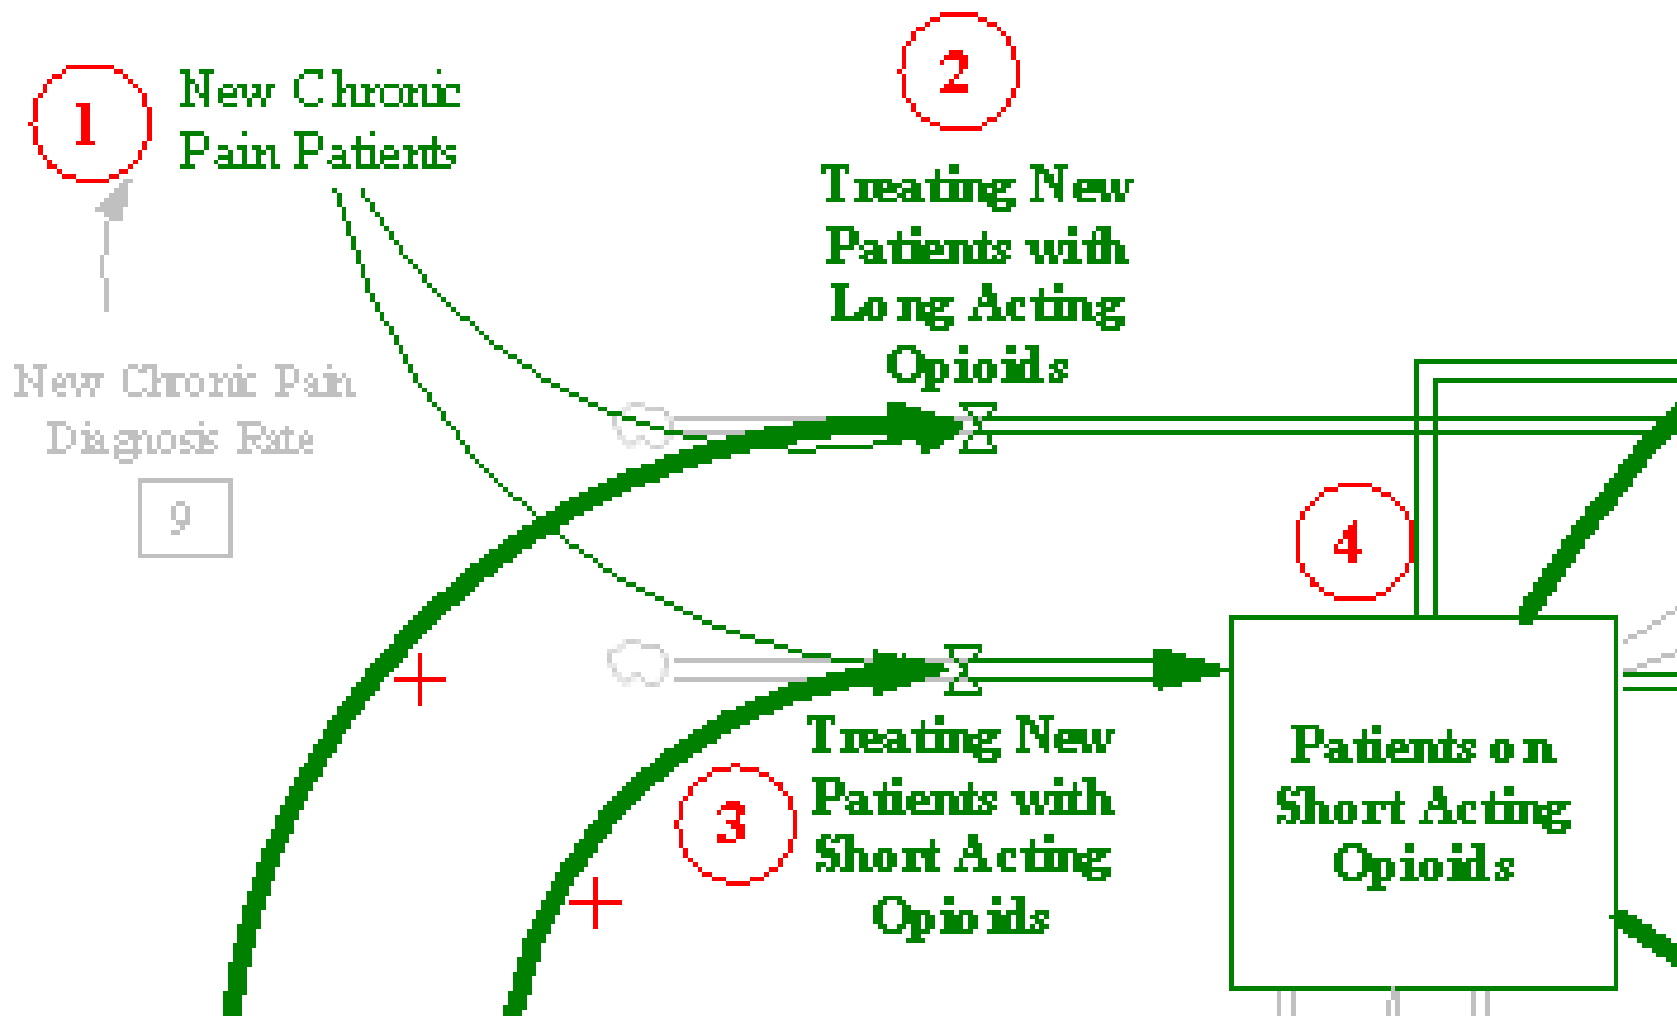 1
New Chronic
Pain Patients
2
Treating New
Patients with
Long Acting
Opioids
New Chronic Pain
Diagnosis Rate
9
4
3
Treating New
Patients with
Short Acting
Opioids
Patients on
Short Acting
Opioids
+
+